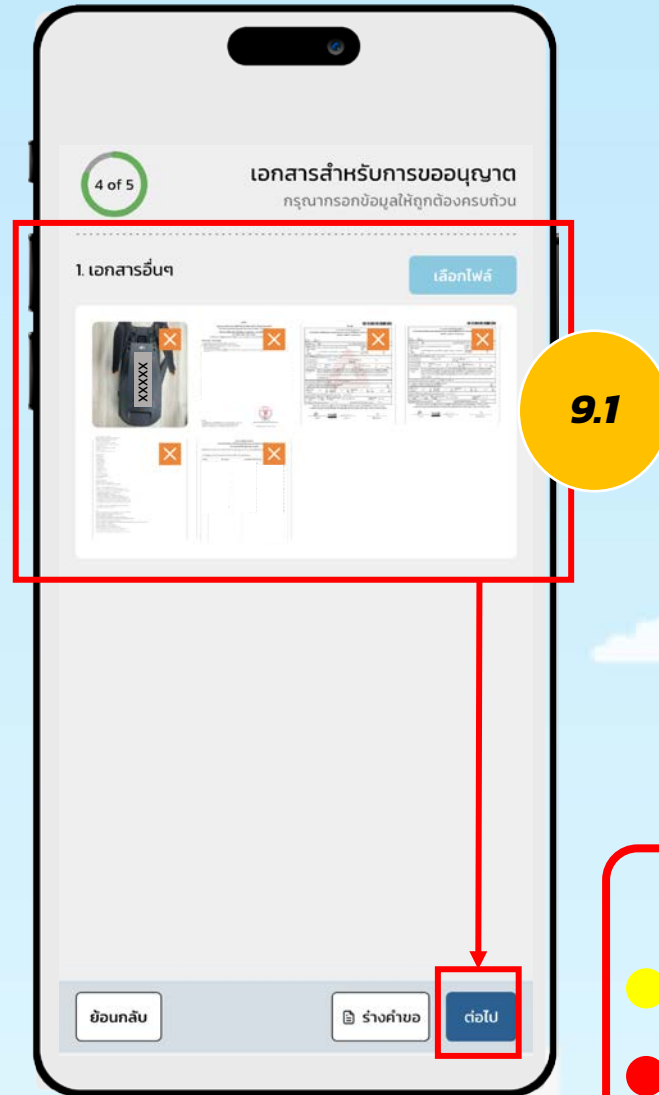 4 of 5
เอกสารสำหรับการขออนุญาต
กรุณากรอกข้อมูลให้ถูกต้องครบถ้วน
1. เอกสารอื่นๆ
เลือกไฟล์
XXXXX
9.1
ย้อนกลับ
ร่างคำขอ
ต่อไป